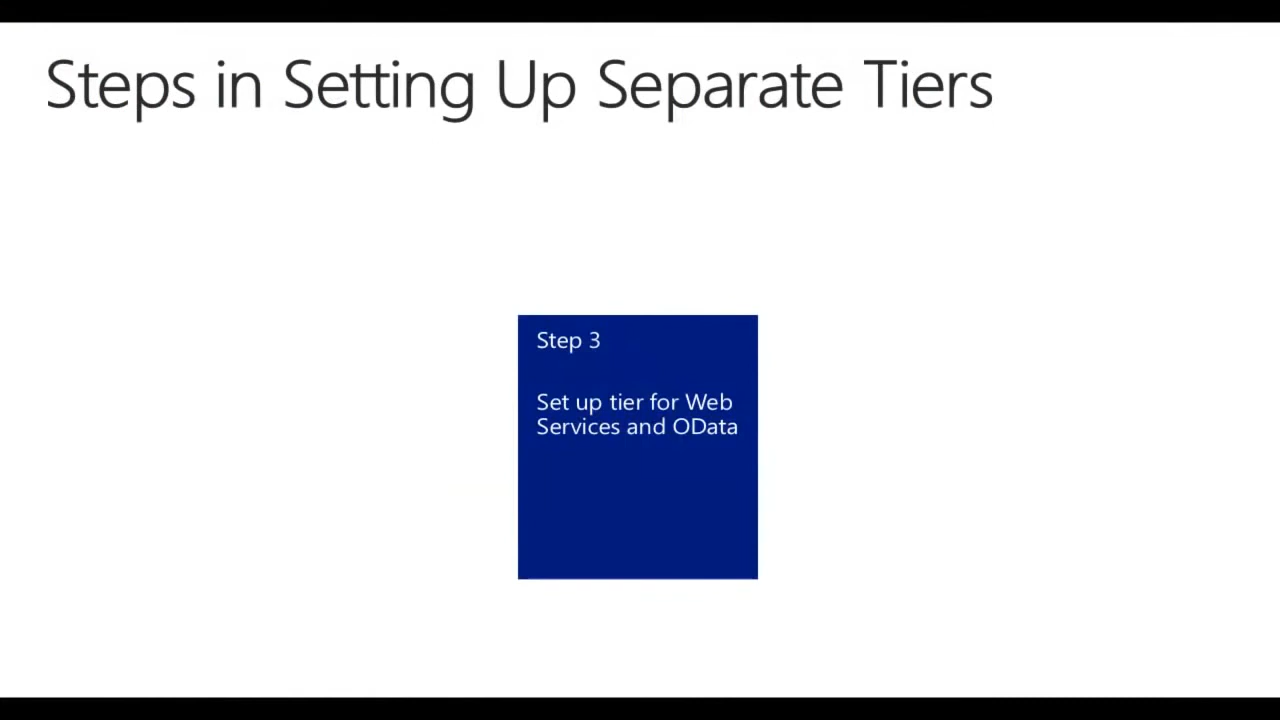 Steps in Setting Up Separate Tiers
Step 3
Set up tier for Web
Services and OData